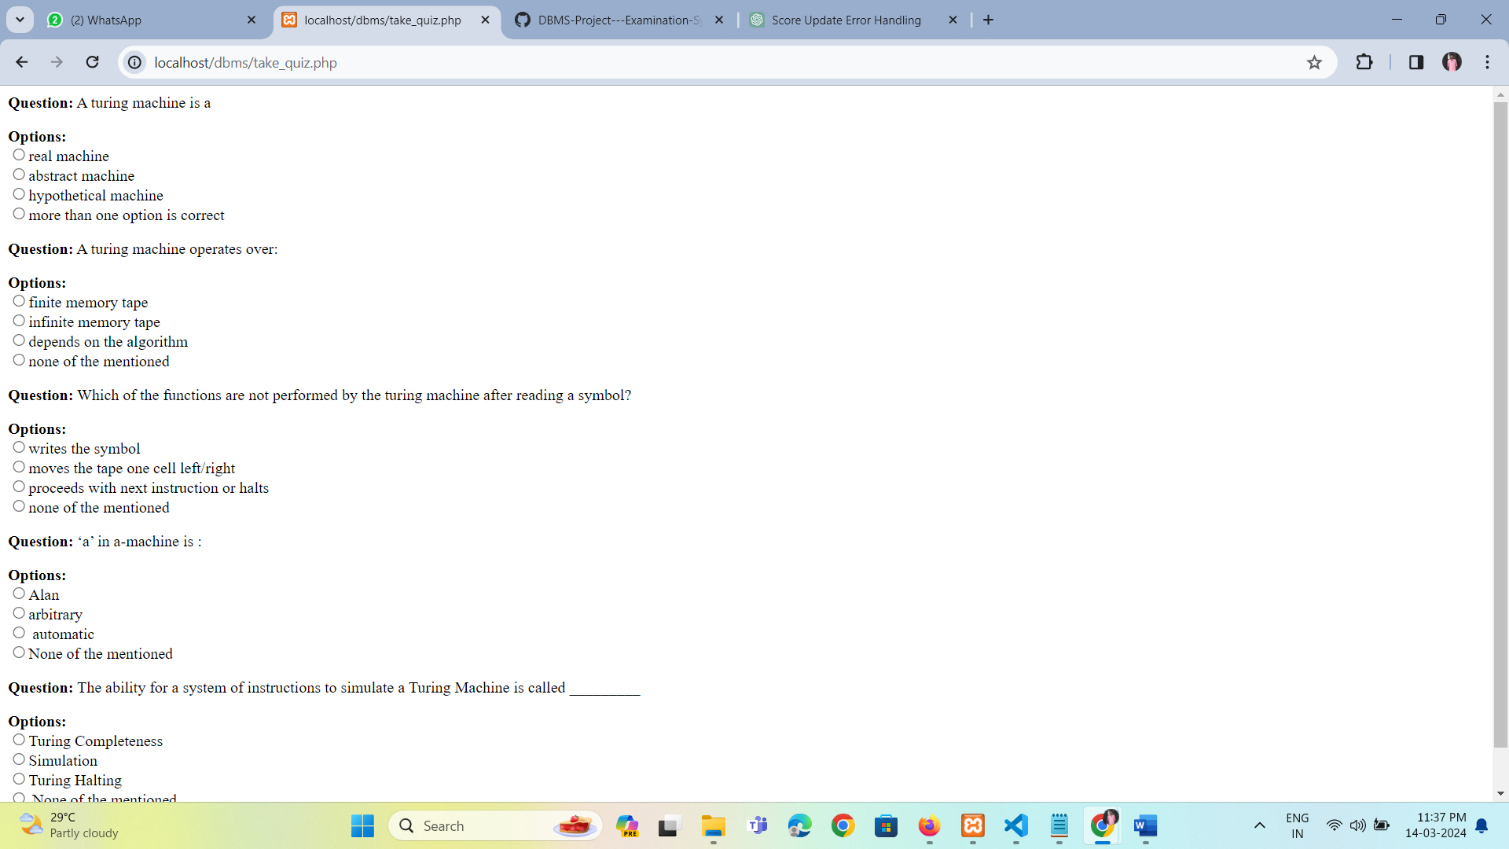 (2) WhatsApp
localhost/dbms/take_quiz.php
DBMS-Project---Examination-Sy
Score Update Error Handling
localhost/dbms/take_quiz.php
Question: A turing machine is a
Options:
real machine
abstract machine
hypothetical machine
more than one option is correct
Question: A turing machine operates over:
Options:
finite memory tape
infinite memory tape
depends on the algorithm
none of the mentioned
Question: Which of the functions are not performed by the turing machine after reading a symbol?
Options:
writes the symbol
moves the tape one cell left/right
proceeds with next instruction or halts
none of the mentioned
Question: ‘a’ in a-machine is :
Options:
Alan
arbitrary
automatic
None of the mentioned
Question: The ability for a system of instructions to simulate a Turing Machine is called _________
Options:
Turing Completeness
Simulation
Turing Halting
None of the mentioned
29°C
Partly cloudy
Search
PRE
ENG
IN
11:37 PM
14-03-2024